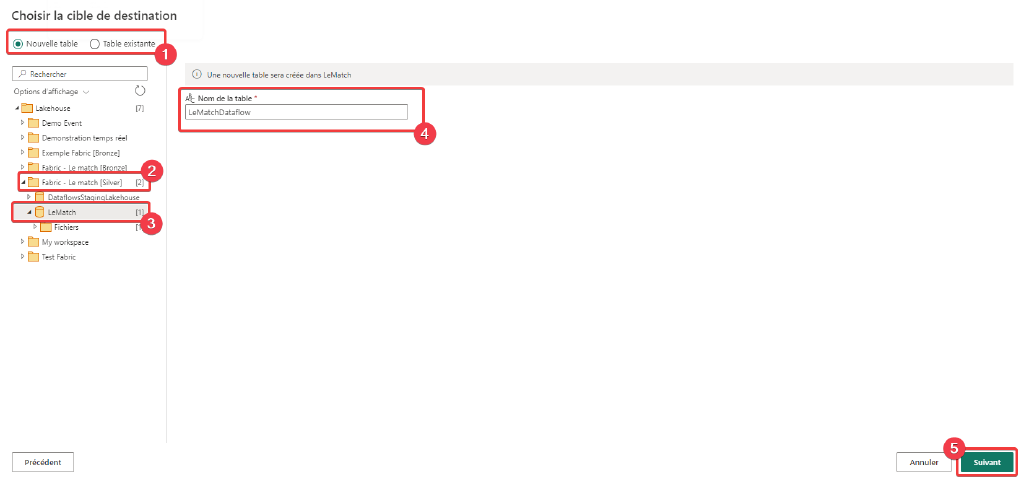 Choisir la cible de destination
Nouvelle table Table existante
1
Rechercher
Options d'affichage
Lakehouse [7]
Demo Event
Demonstration temps réel
Exemple Fabric [Bronze]
Fabric - Le match [Bronze]
2
Fabric - Le match [Silver] [2]
DataflowsStagingLakehouse
LeMatch [1]
3
Fichiers
My workspace
Test Fabric
Une nouvelle table sera créée dans LeMatch
Nom de la table *
LeMatchDataflow
4
Précédent
5
Annuler Suivant